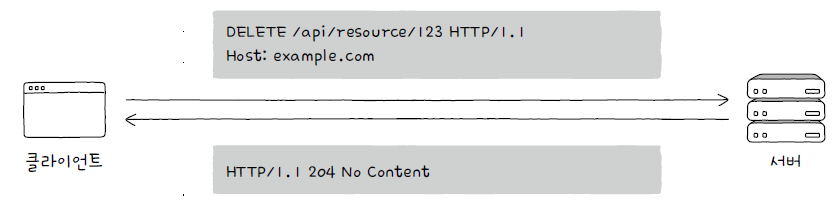 DELETE /api/resource/123 HTTP/1.1
Host: example.com
클라이언트
서버
HTTP/1.1 204 No Content